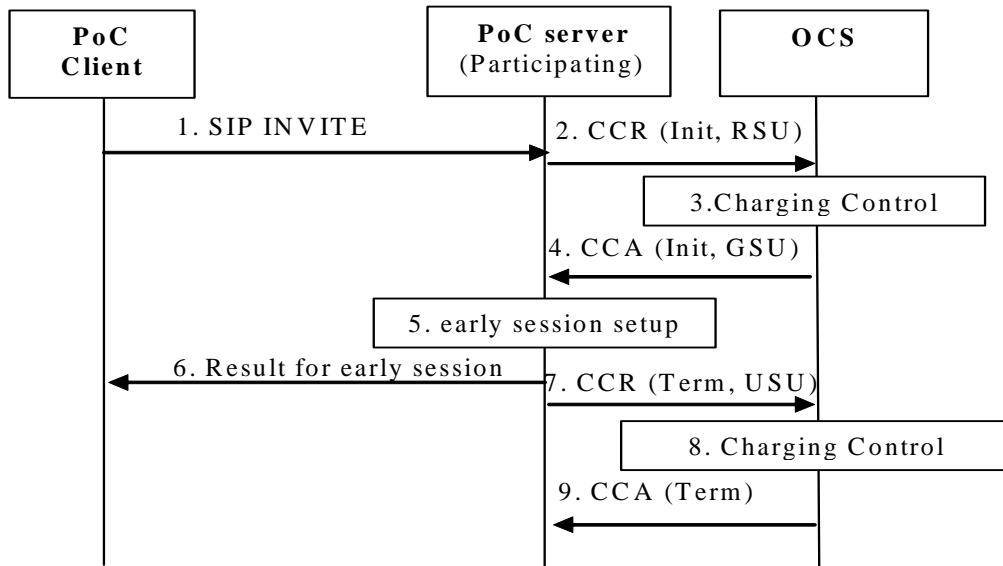 PoC
Client
PoC server
(Participating)
OCS
1. SIP INVITE
2. CCR (Init, RSU)
3.Charging Control
4. CCA (Init, GSU)
5. early session setup
6. Result for early session
7. CCR (Term, USU)
8. Charging Control
9. CCA (Term)